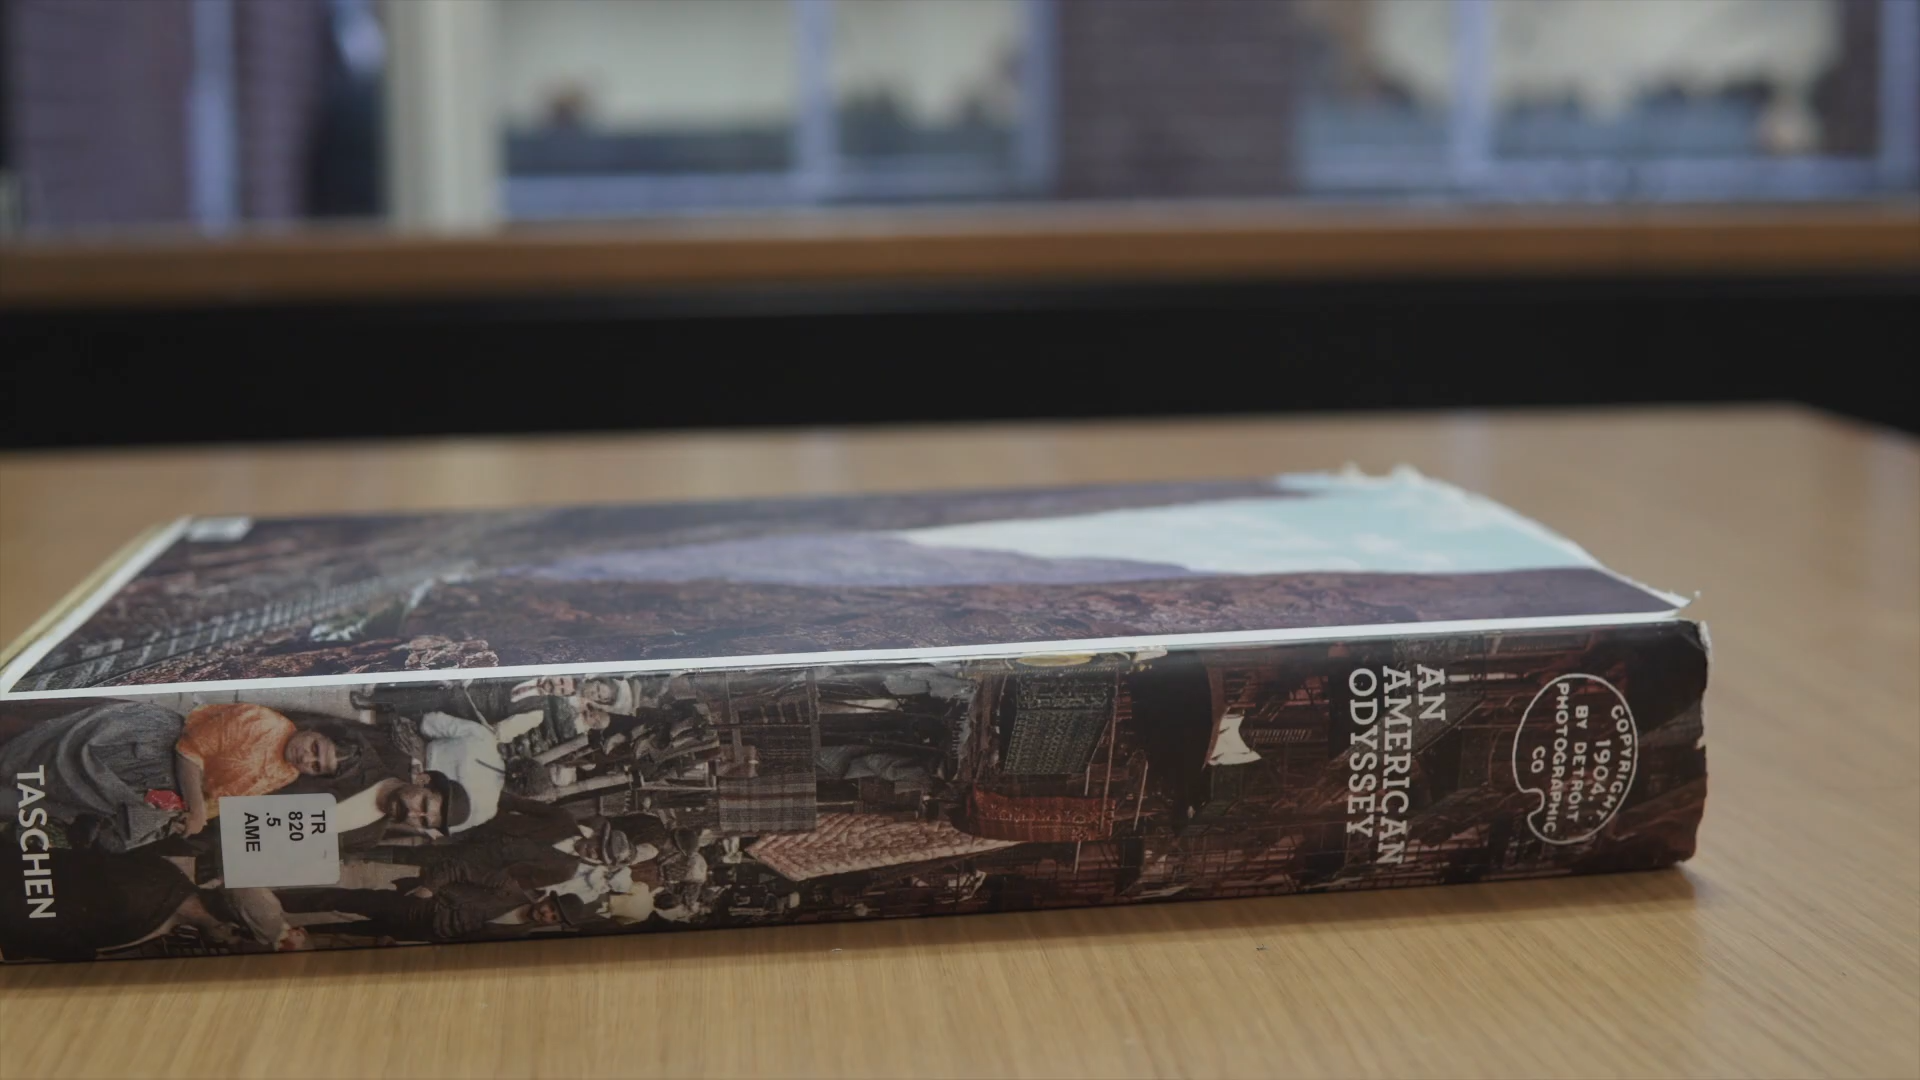 COPYRIGHT
1904,
BY DETROIT
PHOTOGRAPHIC
CO
AN
AMERICAN
ODYSSEY
TR
820
.5
AME
TASCHEN